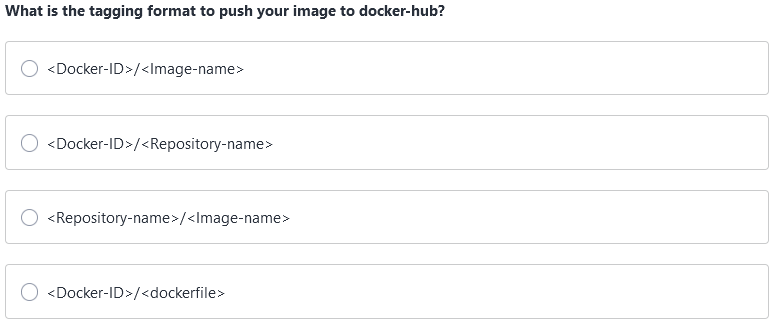 What is the tagging format to push your image to docker-hub?
<Docker-ID>/<Image-name>
<Docker-ID>/<Repository-name>
<Repository-name>/<Image-name>
<Docker-ID>/<dockerfile>